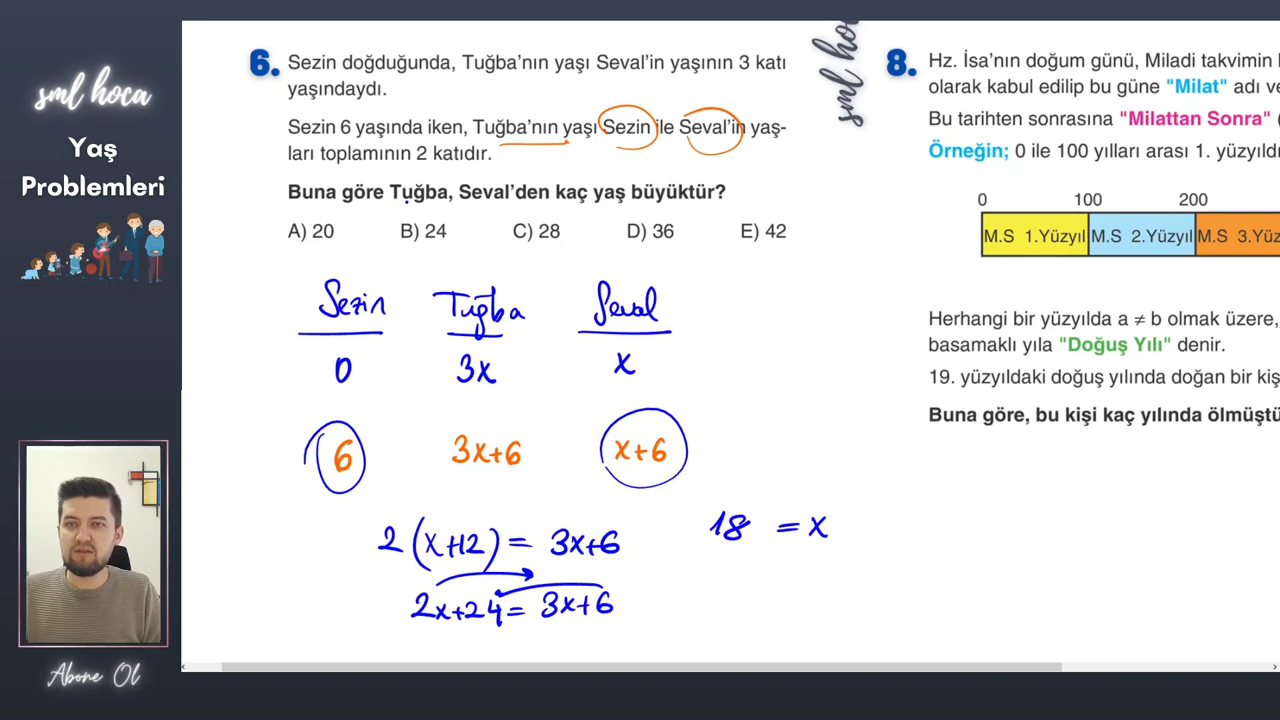 sml hoca
Yaş
Problemleri
Abone Ol
6.
Sezin doğduğunda, Tuğba'nın yaşı Seval'in yaşının 3 katı
yaşındaydı.
Sezin 6 yaşında iken, Tuğba'nın yaşı Sezin ile Seval'in yaş-
ları toplamının 2 katıdır.
Buna göre Tuğba, Seval'den kaç yaş büyüktür?
A) 20 B) 24 C) 28 D) 36 E) 42
Sezin Tuğba Seval
0 3x x
6 3x+6 x+6
2(x+12) = 3x+6
2x+24 = 3x+6
18 = x
sml ho
8.
Hz. İsa'nın doğum günü, Miladi takvimin
olarak kabul edilip bu güne "Milat" adı ve
Bu tarihten sonrasına "Millattan Sonra" (
Örneğin; 0 ile 100 yılları arası 1. yüzyıldı
0 100 200
M.S 1.Yüzyıl M.S 2.Yüzyıl M.S 3.Yüz
Herhangi bir yüzyılda a ≠ b olmak üzere,
basamaklı yıla "Doğuş Yılı" denir.
19. yüzyıldaki doğuş yılında doğan bir kiş
Buna göre, bu kişi kaç yılında ölmüştü